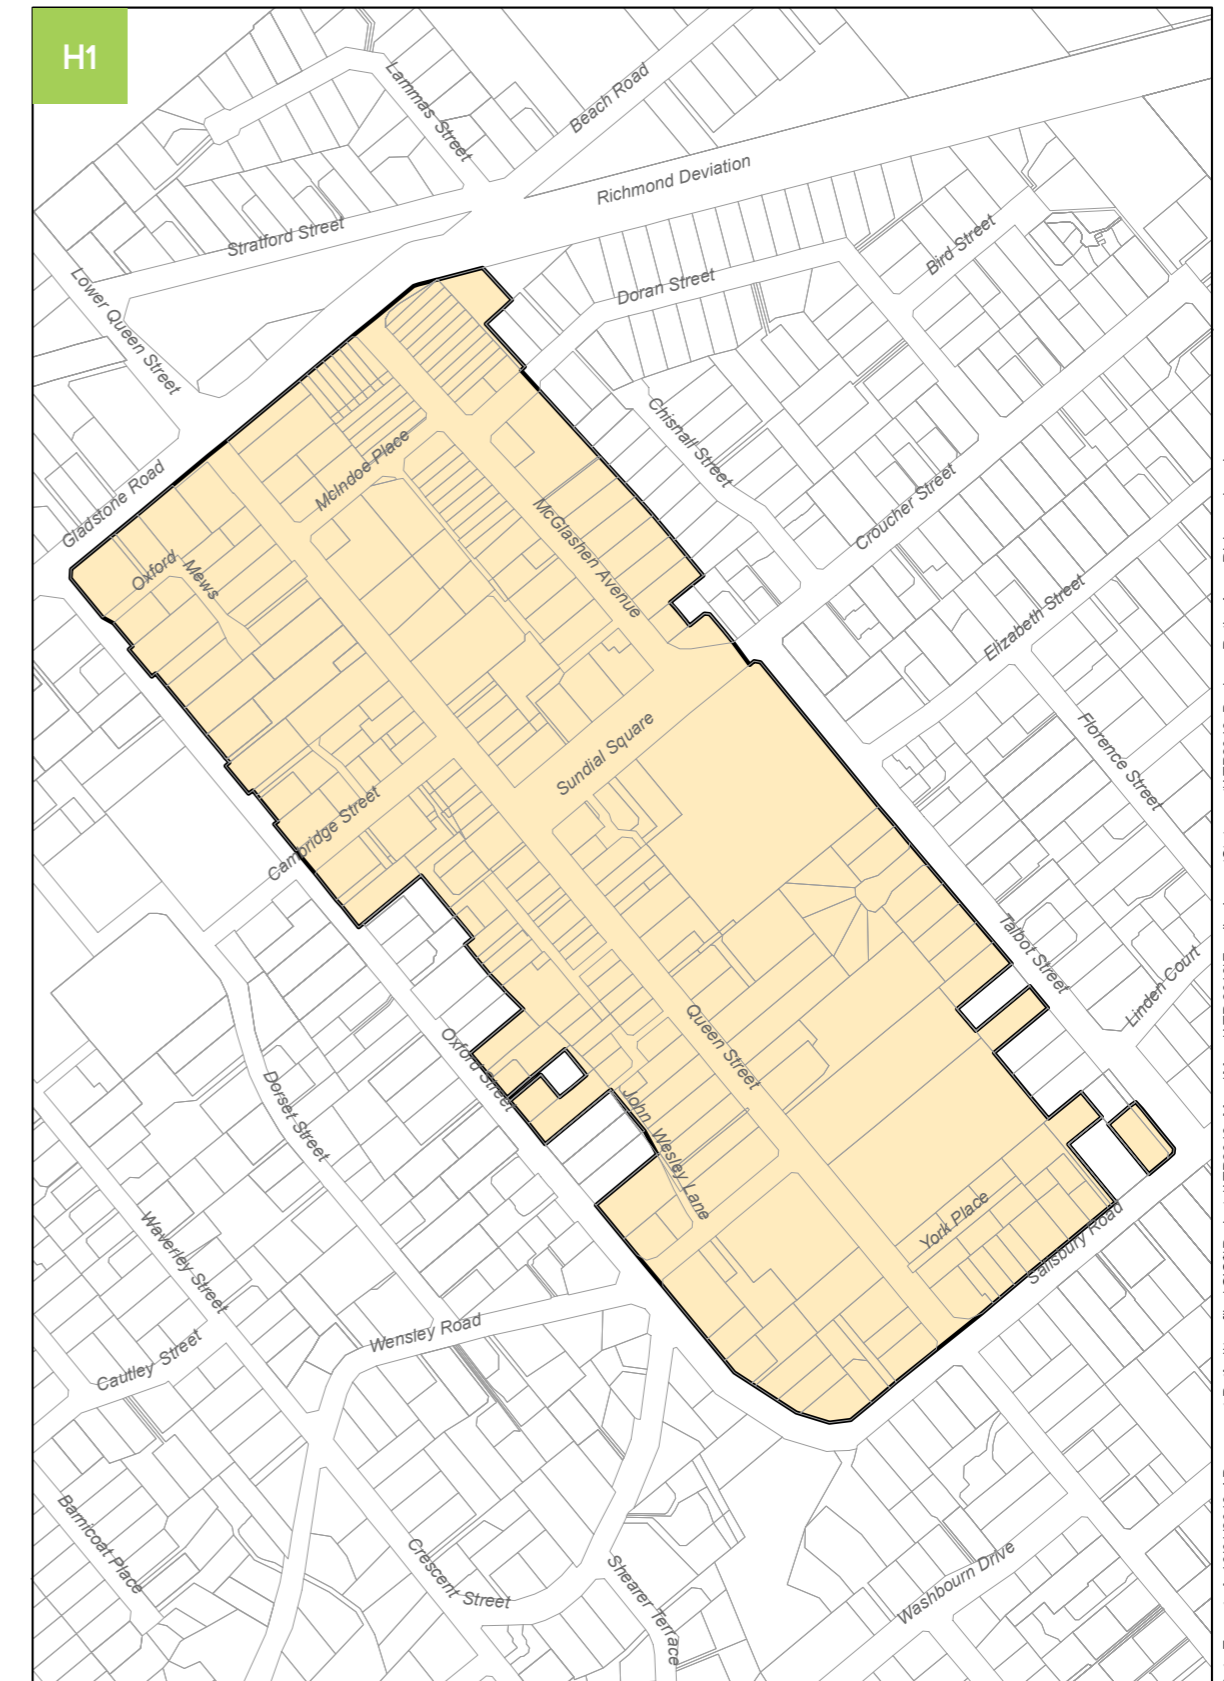 H1
Lammas Street
Beach Road
Richmond Deviation
Stratford Street
Bird Street
Doran Street
Lower Queen Street
Chisnall Street
McIndoe Place
Gladstone Road
Croucher Street
McGlashen Avenue
Oxford Mews
Elizabeth Street
Florence Street
Sundial Square
Cambridge Street
Talbot Street
Linden Court
Queen Street
Oxford Street
Dorset Street
John Wesley Lane
York Place
Salisbury Road
Waverley Street
Wensley Road
Cautley Street
Barnicoat Place
Crescent Street
Shearer Terrace
Washbourn Drive